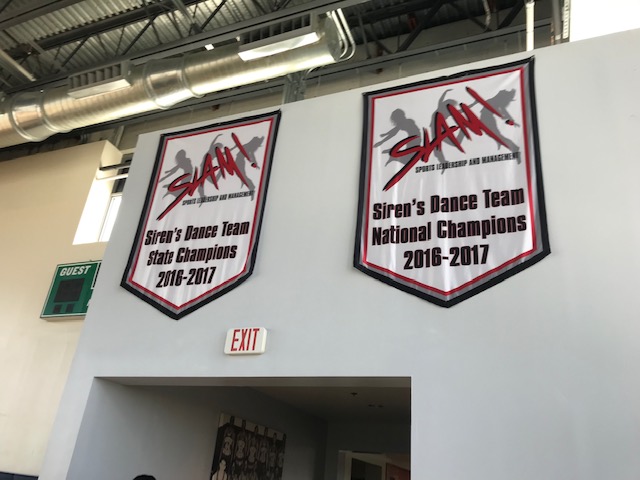 GUEST
SLAM!
SPORTS LEADERSHIP AND MANAGEMENT
Siren's Dance Team
State Champions
2016-2017
SLAM!
SPORTS LEADERSHIP AND MANAGEMENT
Siren's Dance Team
National Champions
2016-2017
EXIT